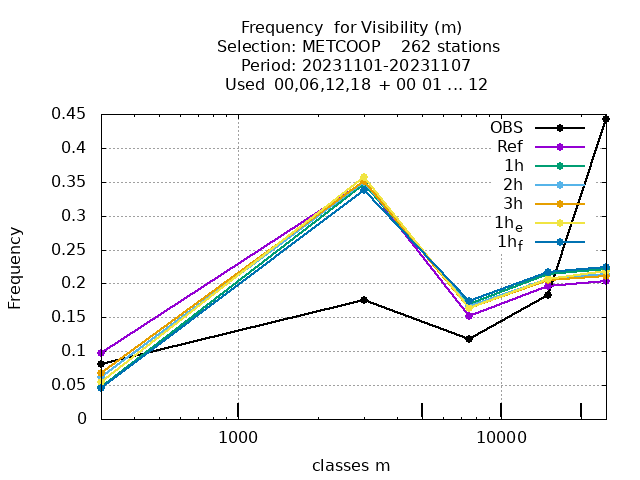 Frequency  for Visibility (m)
Selection: METCOOP    262 stations
Period: 20231101-20231107
Used  00,06,12,18 + 00 01 ... 12
0.45
0.4
0.35
0.3
0.25
0.2
0.15
0.1
0.05
0
Frequency
OBS
Ref
1h
2h
3h
1he
1hf
1000
10000
classes m